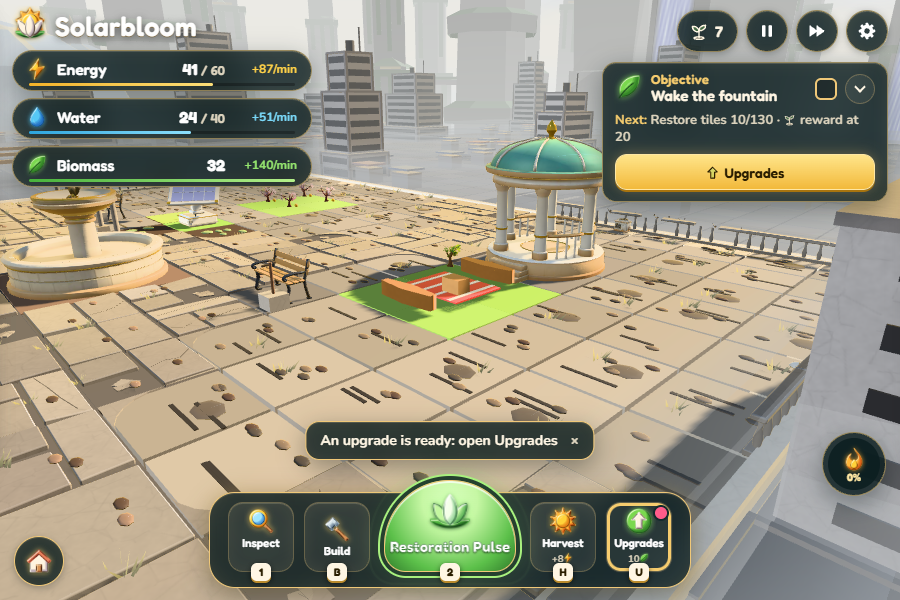 Solarbloom
Energy 41 / 60 +87/min
Water 24 / 40 +51/min
Biomass 32 +140/min
7
Objective
Wake the fountain
Next: Restore tiles 10/130 · reward at
20
Upgrades
An upgrade is ready: open Upgrades ×
0%
Inspect
1
Build
B
Restoration Pulse
2
Harvest
+8
H
Upgrades
10
U